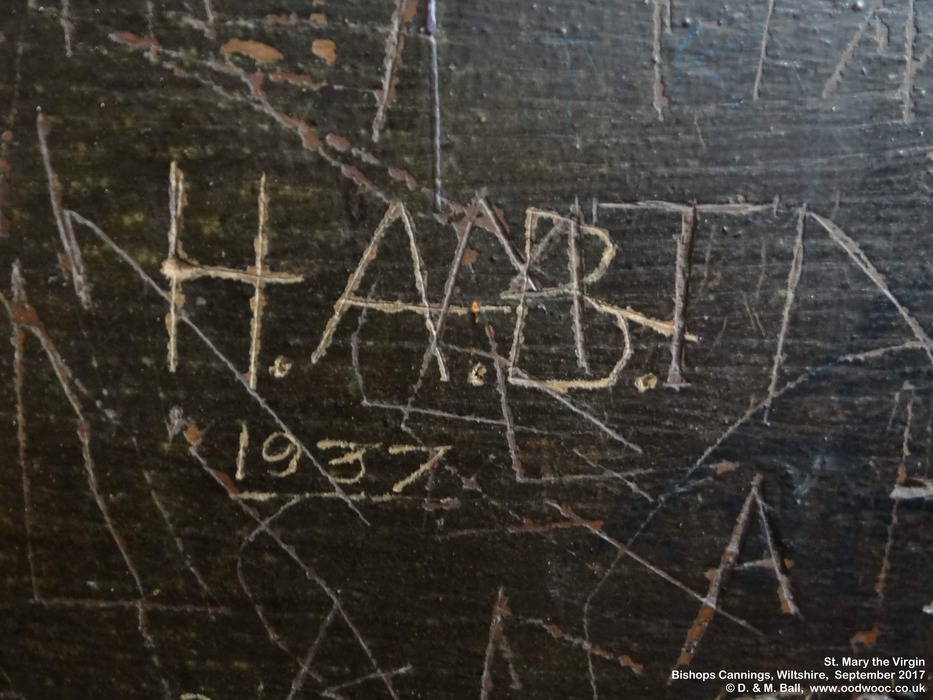 H. A. B.
1937
St. Mary the Virgin
Bishops Cannings, Wiltshire, September 2017
© D. & M. Ball, www.oodwooc.co.uk